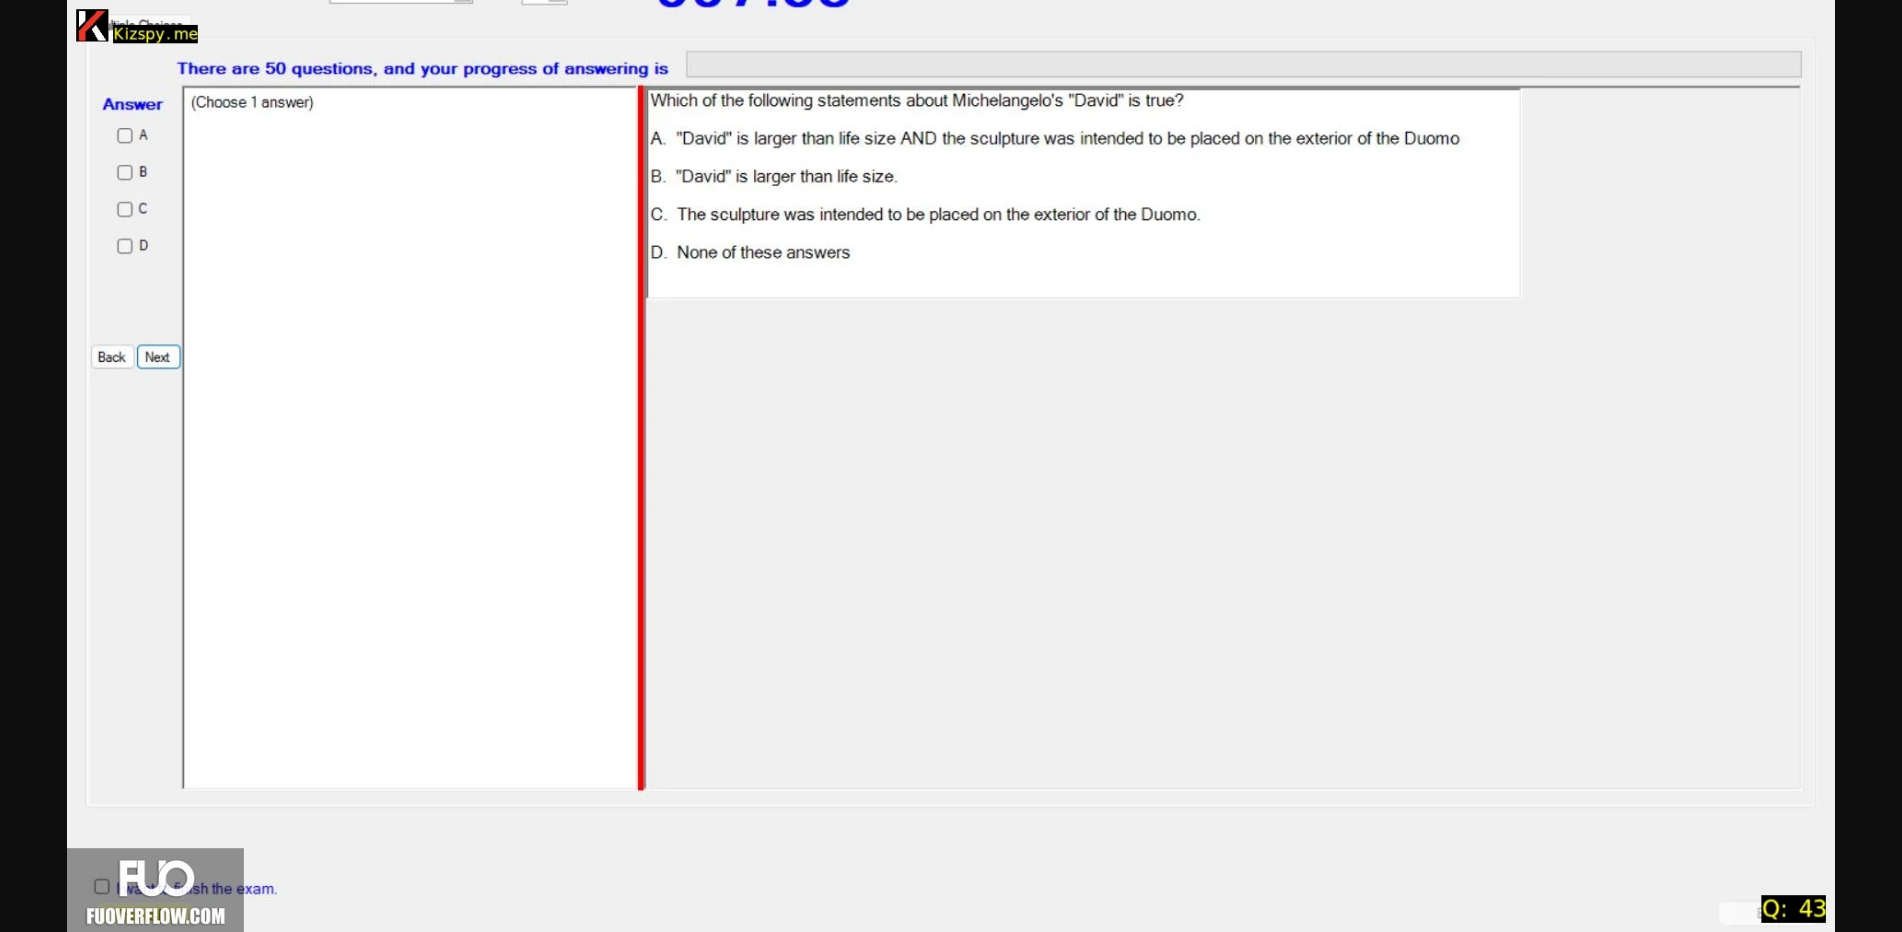 Kizspy.me
There are 50 questions, and your progress of answering is
Answer
(Choose 1 answer)
A
B
C
D
Back
Next
Which of the following statements about Michelangelo's "David" is true?
A. "David" is larger than life size AND the sculpture was intended to be placed on the exterior of the Duomo
B. "David" is larger than life size.
C. The sculpture was intended to be placed on the exterior of the Duomo.
D. None of these answers
FUO
the exam.
FUOVERFLOW.COM
Q: 43